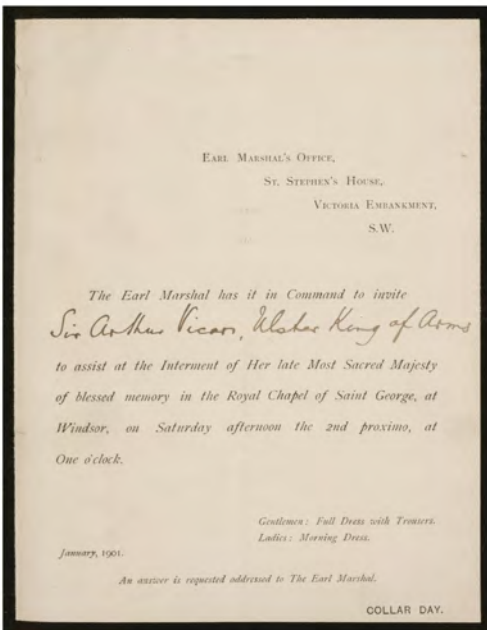 EARL MARSHAL'S OFFICE,
ST. STEPHEN'S HOUSE,
VICTORIA EMBANKMENT,
S.W.
The Earl Marshal has it in Command to invite
Sir Arthur Vicars, Ulster King of Arms
to assist at the Interment of Her late Most Sacred Majesty
of blessed memory in the Royal Chapel of Saint George, at
Windsor, on Saturday afternoon the 2nd proximo, at
One o'clock.
Gentlemen: Full Dress with Trousers.
Ladies: Morning Dress.
January, 1901.
An answer is requested addressed to The Earl Marshal.
COLLAR DAY.